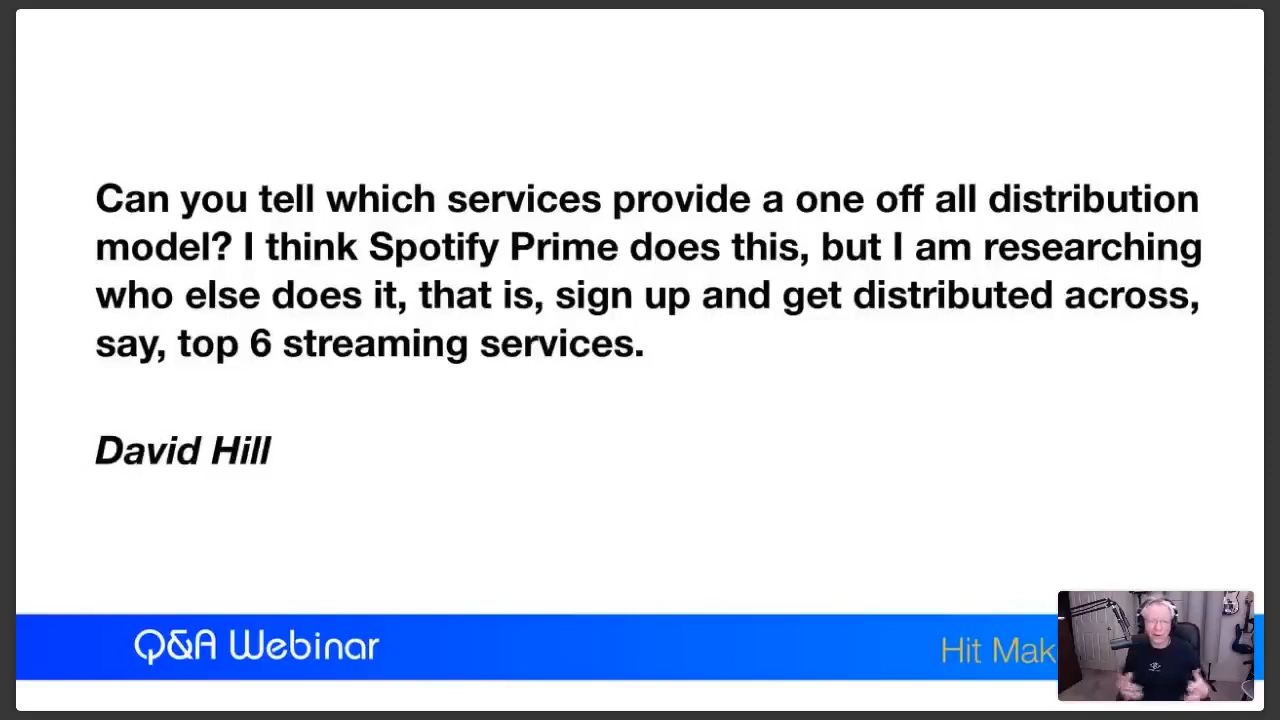 Can you tell which services provide a one off all distribution
model? I think Spotify Prime does this, but I am researching
who else does it, that is, sign up and get distributed across,
say, top 6 streaming services.
David Hill
Q&A Webinar
Hit Mak